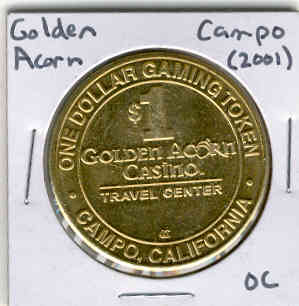 Golden
Acorn
Campo
(2001)
ONE DOLLAR GAMING TOKEN
$1
GOLDEN ACORN
CASINO
TRAVEL CENTER
• CAMPO, CALIFORNIA •
OC